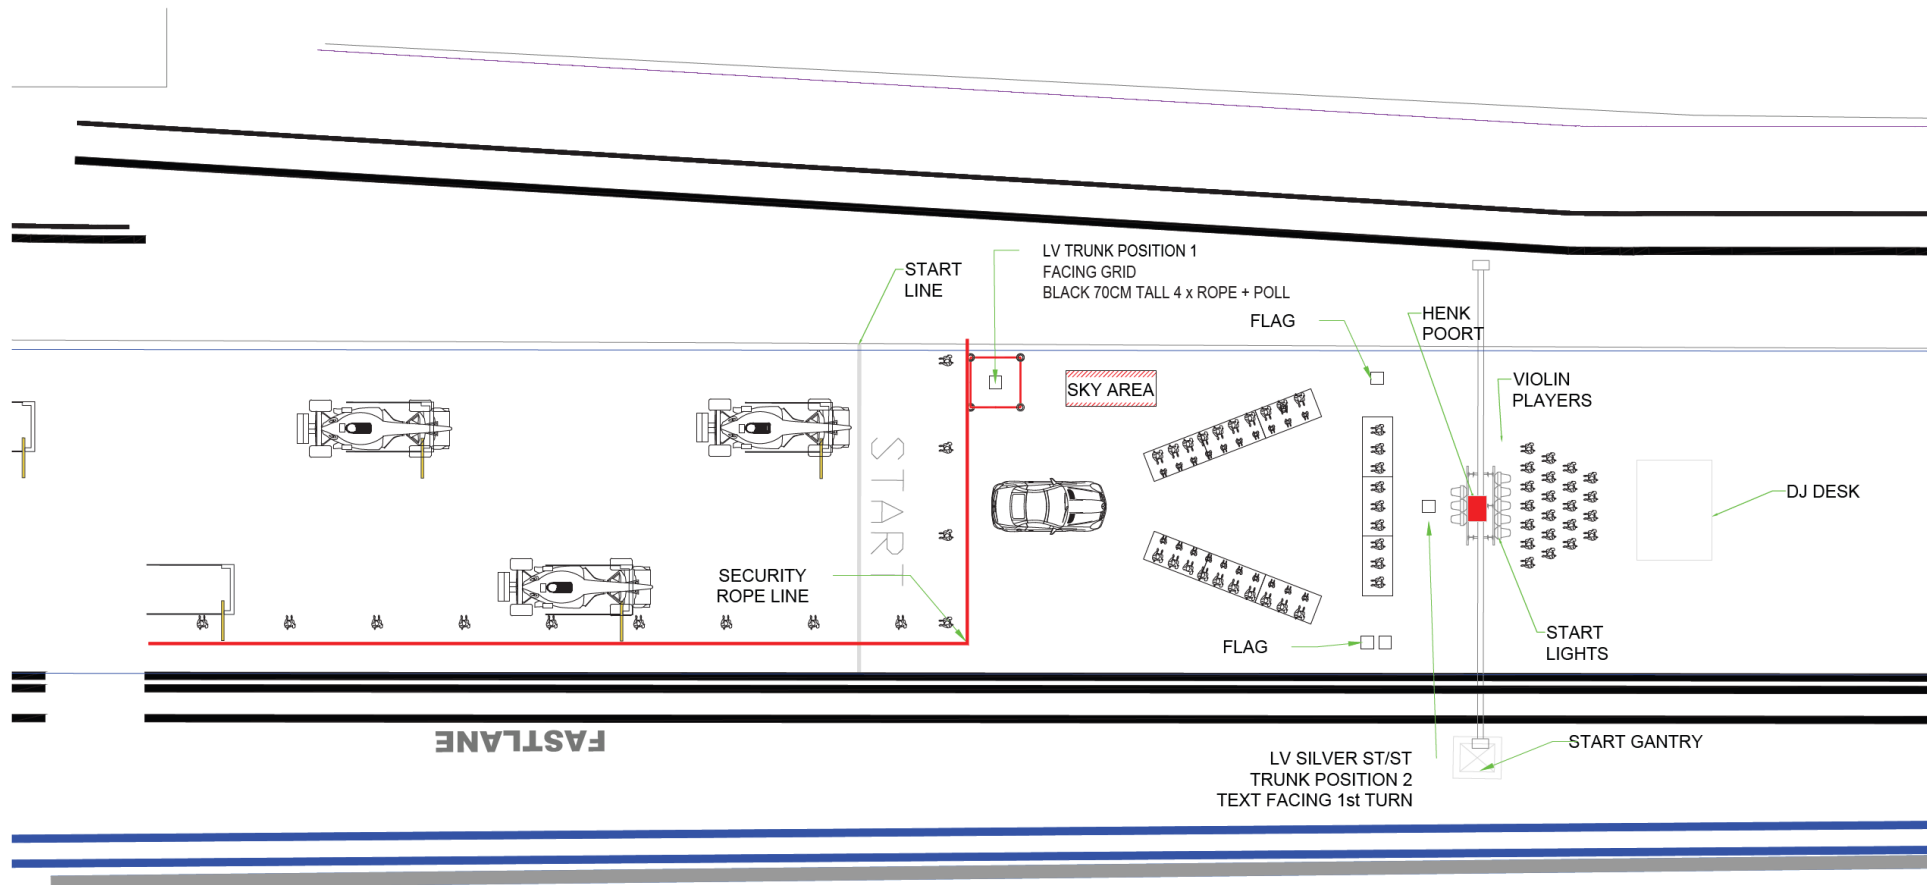 LV TRUNK POSITION 1
FACING GRID
BLACK 70CM TALL 4 x ROPE + POLL
START
LINE
FLAG
HENK
POORT
SKY AREA
VIOLIN
PLAYERS
START
DJ DESK
SECURITY
ROPE LINE
FLAG
START
LIGHTS
FASTLANE
START GANTRY
LV SILVER ST/ST
TRUNK POSITION 2
TEXT FACING 1st TURN